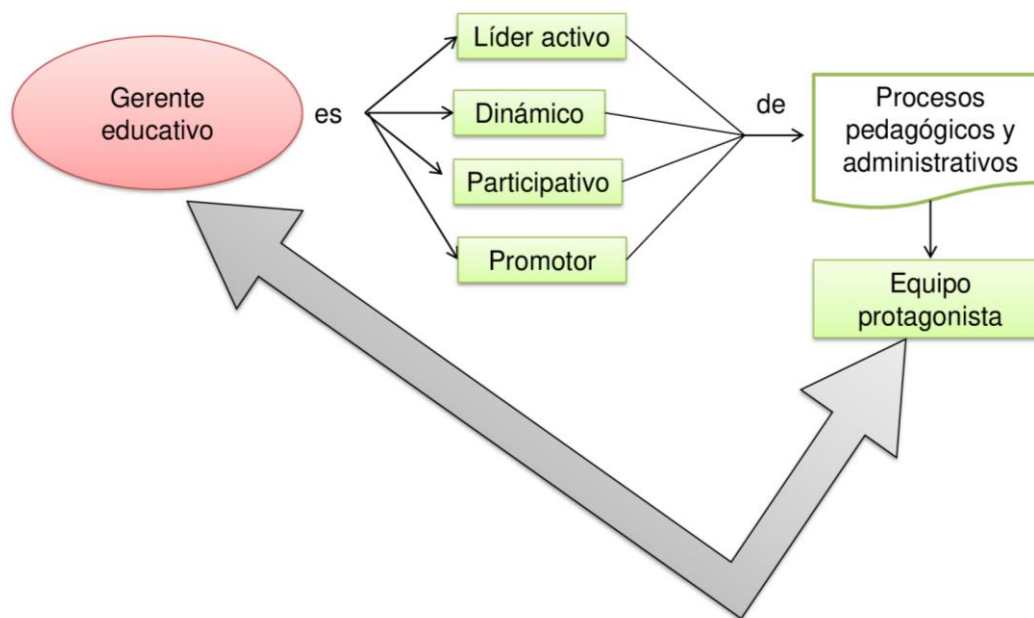 Gerente
educativo
es
Líder activo
Dinámico
Participativo
Promotor
de
Procesos
pedagógicos y
administrativos
Equipo
protagonista